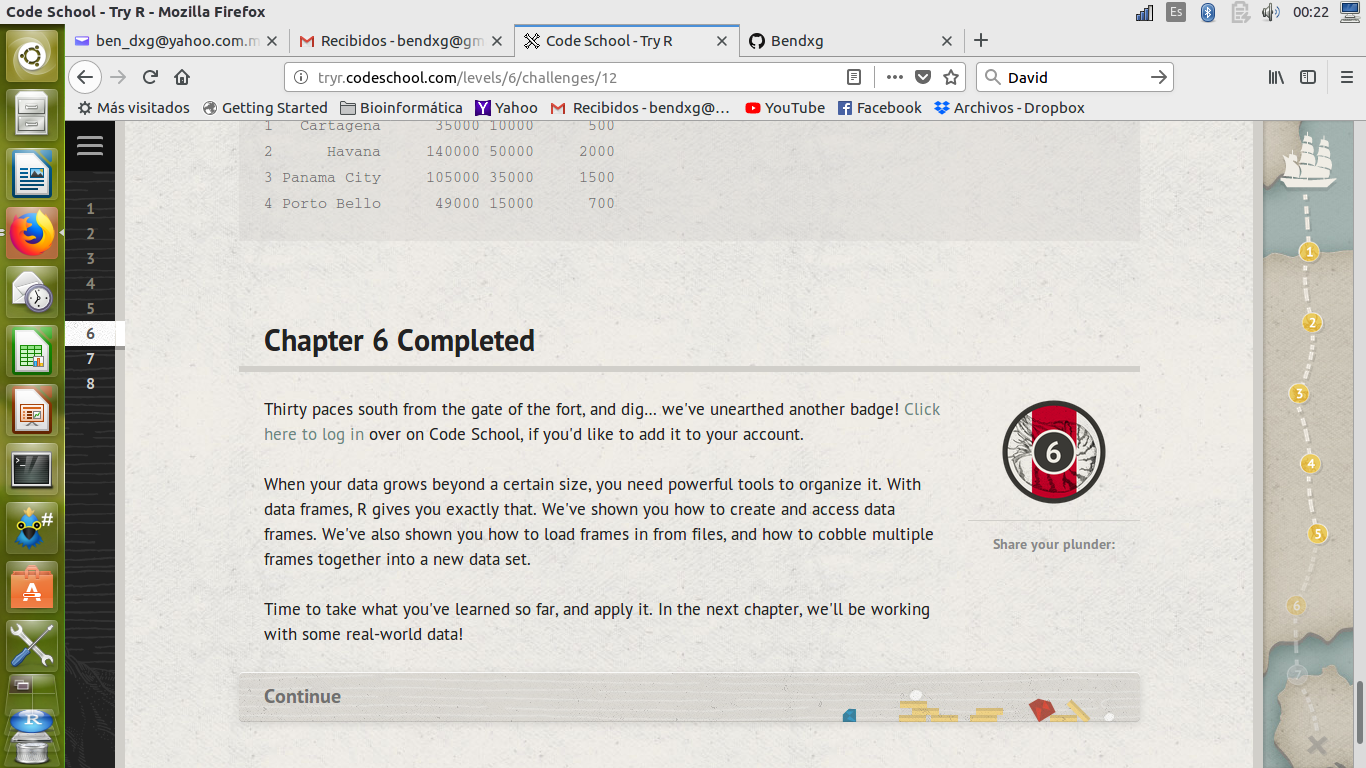 Code School - Try R - Mozilla Firefox
Es
00:22
ben_dxg@yahoo.com.m
Recibidos - bendxg@gm
Code School - Try R
Bendxg
tryr.codeschool.com/levels/6/challenges/12
David
Más visitados
Getting Started
Bioinformática
Yahoo
Recibidos - bendxg@...
YouTube
Facebook
Archivos - Dropbox
1 Cartagena 35000 10000 500
2 Havana 140000 50000 2000
3 Panama City 105000 35000 1500
4 Porto Bello 49000 15000 700
1
2
3
4
5
6
7
8
Chapter 6 Completed
Thirty paces south from the gate of the fort, and dig... we've unearthed another badge! Click
here to log in over on Code School, if you'd like to add it to your account.
When your data grows beyond a certain size, you need powerful tools to organize it. With
data frames, R gives you exactly that. We've shown you how to create and access data
frames. We've also shown you how to load frames in from files, and how to cobble multiple
frames together into a new data set.
Time to take what you've learned so far, and apply it. In the next chapter, we'll be working
with some real-world data!
6
Share your plunder:
Continue
1
2
3
4
5
6
7